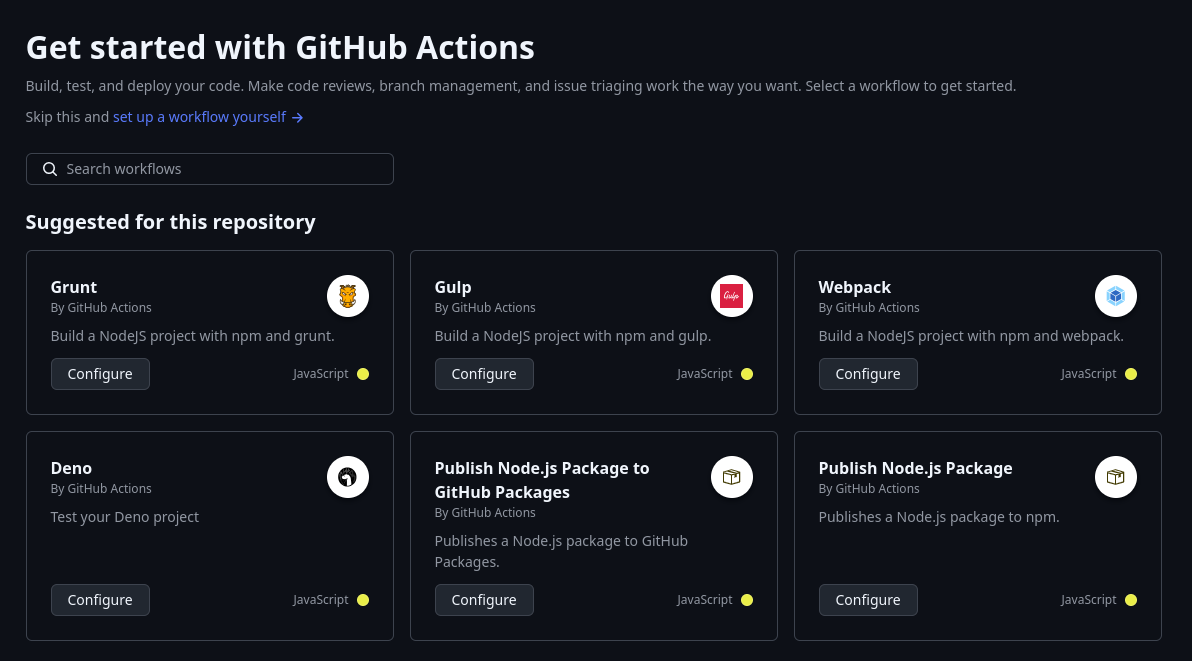 Get started with GitHub Actions
Build, test, and deploy your code. Make code reviews, branch management, and issue triaging work the way you want. Select a workflow to get started.
Skip this and set up a workflow yourself →
Search workflows
Suggested for this repository
Grunt
By GitHub Actions
Build a NodeJS project with npm and grunt.
Configure
JavaScript
Gulp
By GitHub Actions
Gulp
Build a NodeJS project with npm and gulp.
Configure
JavaScript
Webpack
By GitHub Actions
Build a NodeJS project with npm and webpack.
Configure
JavaScript
Deno
By GitHub Actions
Test your Deno project
Configure
JavaScript
Publish Node.js Package to
GitHub Packages
By GitHub Actions
Publishes a Node.js package to GitHub
Packages.
Configure
JavaScript
Publish Node.js Package
By GitHub Actions
Publishes a Node.js package to npm.
Configure
JavaScript